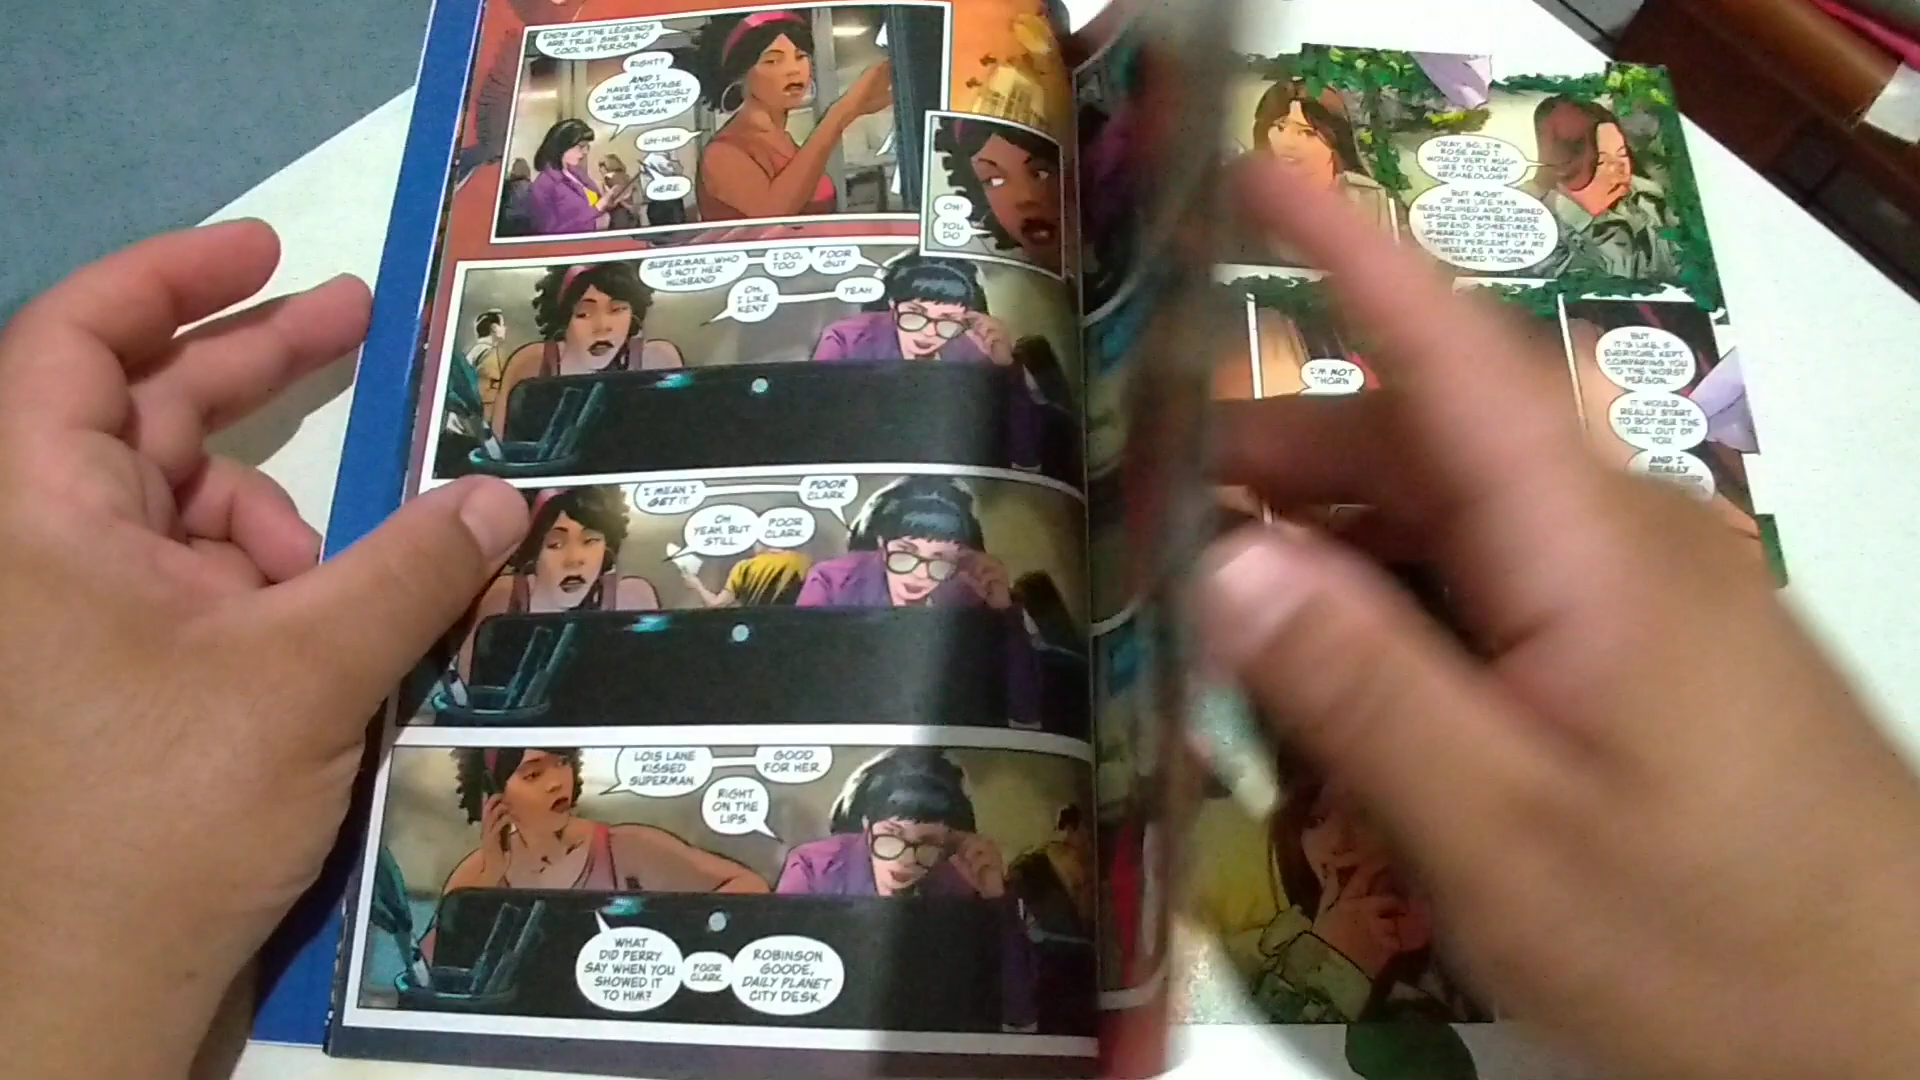 ENDS UP THE LEGENDS
ARE TRUE! SHE'S SO
COOL IN PERSON
RIGHT?
AND I
HAVE FOOTAGE
OF HER SERIOUSLY
MAKING OUT WITH
SUPERMAN.
UH-HUH
HERE.
OH!
YOU
DO
SUPERMAN...WHO
IS NOT HER
HUSBAND
I DO,
TOO
POOR
GUY
OH,
I LIKE
KENT.
YEAH
I MEAN I
GET IT
POOR
CLARK
OH
YEAH, BUT
STILL.
POOR
CLARK.
LOIS LANE
KISSED
SUPERMAN.
GOOD
FOR HER.
RIGHT
ON THE
LIPS.
WHAT
DID PERRY
SAY WHEN YOU
SHOWED IT
TO HIM?
POOR
CLARK.
ROBINSON
GOODE,
DAILY PLANET
CITY DESK.
OKAY, SO, I'M
ROSE AND I
WOULD VERY MUCH
LIKE TO TEACH
ARCHAEOLOGY.
BUT MOST
OF MY LIFE HAS
BEEN RUINED AND TURNED
UPSIDE DOWN BECAUSE
I SPEND, SOMETIMES,
UPWARDS OF TWENTY TO
THIRTY PERCENT OF MY
WEEK AS A WOMAN
NAMED THORN.
I'M NOT
THORN
BUT
IT'S LIKE, IF
EVERYONE KEPT
COMPARING YOU
TO THE WORST
PERSON...
IT WOULD
REALLY START
TO BOTHER THE
HELL OUT OF
YOU.
AND I
REALLY